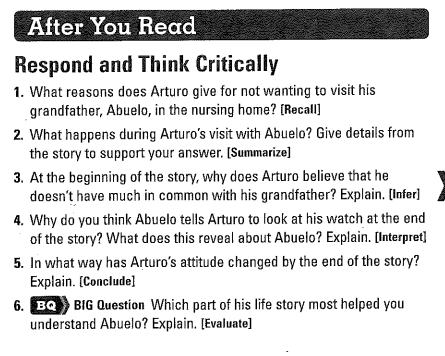 After You Read
Respond and Think Critically
1. What reasons does Arturo give for not wanting to visit his
grandfather, Abuelo, in the nursing home? [Recall]
2. What happens during Arturo's visit with Abuelo? Give details from
the story to support your answer. [Summarize]
3. At the beginning of the story, why does Arturo believe that he
doesn't have much in common with his grandfather? Explain. [Infer]
4. Why do you think Abuelo tells Arturo to look at his watch at the end
of the story? What does this reveal about Abuelo? Explain. [Interpret]
5. In what way has Arturo's attitude changed by the end of the story?
Explain. [Conclude]
6. BQ BIG Question Which part of his life story most helped you
understand Abuelo? Explain. [Evaluate]